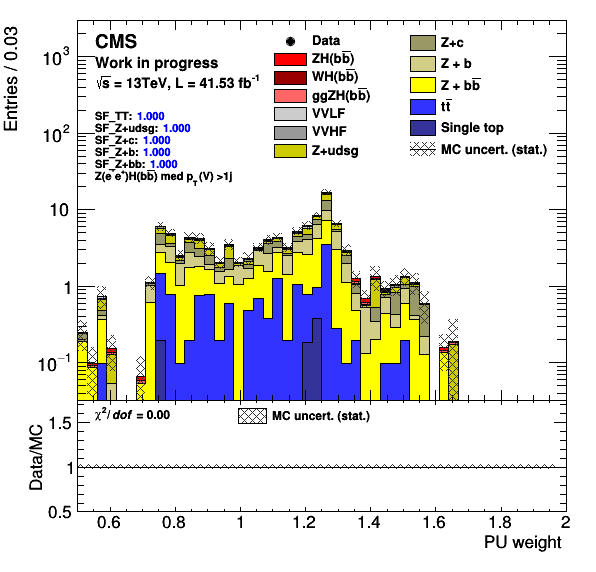 CMS
Work in progress
√s = 13TeV, L = 41.53 fb⁻¹
SF_TT: 1.000
SF_Z+udsg: 1.000
SF_Z+c: 1.000
SF_Z+b: 1.000
SF_Z+bb: 1.000
Z(e⁻e⁺)H(bb̅) med p_T(V) >1j
Data
ZH(bb̅)
WH(bb̅)
ggZH(bb̅)
VVLF
VVHF
Z+udsg
Z+c
Z + b
Z + bb̅
tt̅
Single top
MC uncert. (stat.)
Entries / 0.03
10³
10²
10
1
10⁻¹
χ²/dof = 0.00
MC uncert. (stat.)
Data/MC
1.5
1
0.5
0.6 0.8 1 1.2 1.4 1.6 1.8 2
PU weight